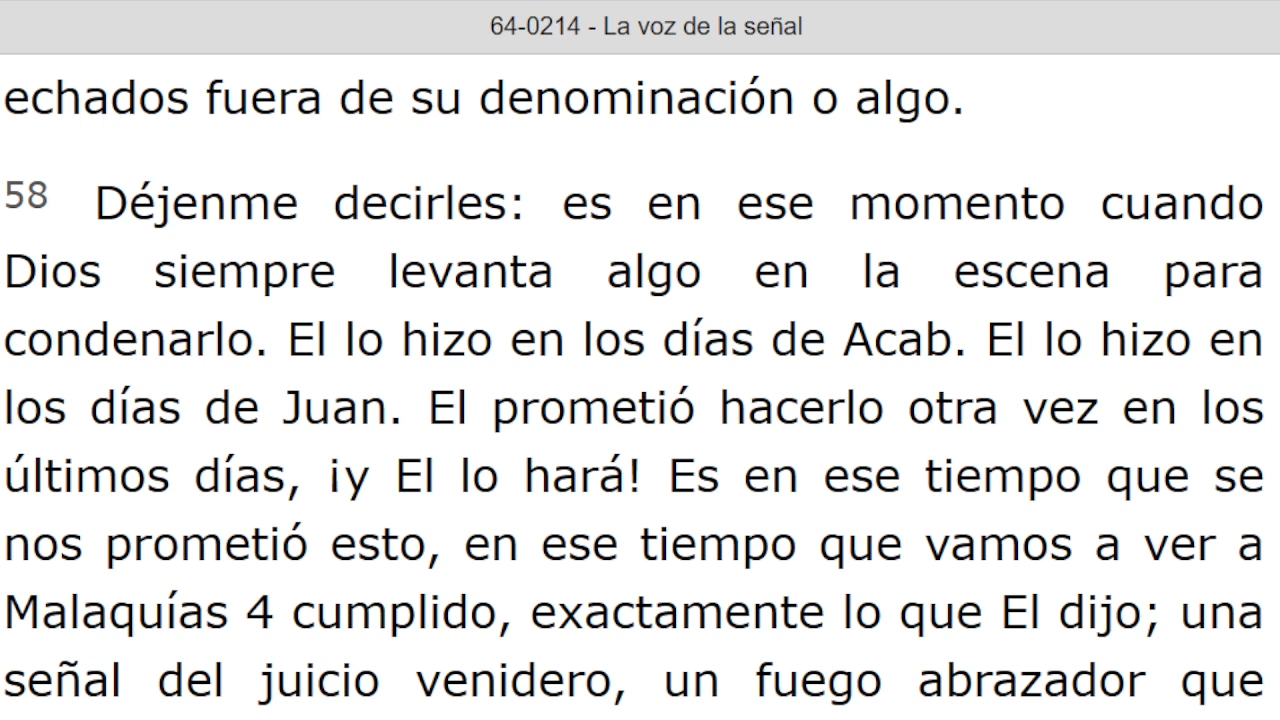 64-0214 - La voz de la señal
echados fuera de su denominación o algo.
58 Déjenme decirles: es en ese momento cuando
Dios siempre levanta algo en la escena para
condenarlo. El lo hizo en los días de Acab. El lo hizo en
los días de Juan. El prometió hacerlo otra vez en los
últimos días, ¡y El lo hará! Es en ese tiempo que se
nos prometió esto, en ese tiempo que vamos a ver a
Malaquías 4 cumplido, exactamente lo que El dijo; una
señal del juicio venidero, un fuego abrazador que